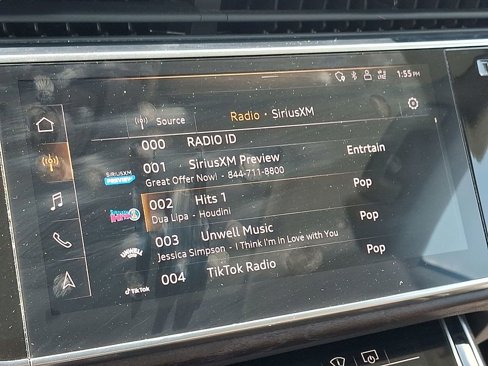 1:55 PM
Source
Radio · SiriusXM
000 RADIO ID
001 SiriusXM Preview
Great Offer Now! · 844-711-8800
Entrtain
SIRIUSXM
PREVIEW
002 Hits 1
Dua Lipa · Houdini
Pop
003 Unwell Music
Jessica Simpson · I Think I'm In Love with You
Pop
UNWELL
004 TikTok Radio
Pop
TikTok